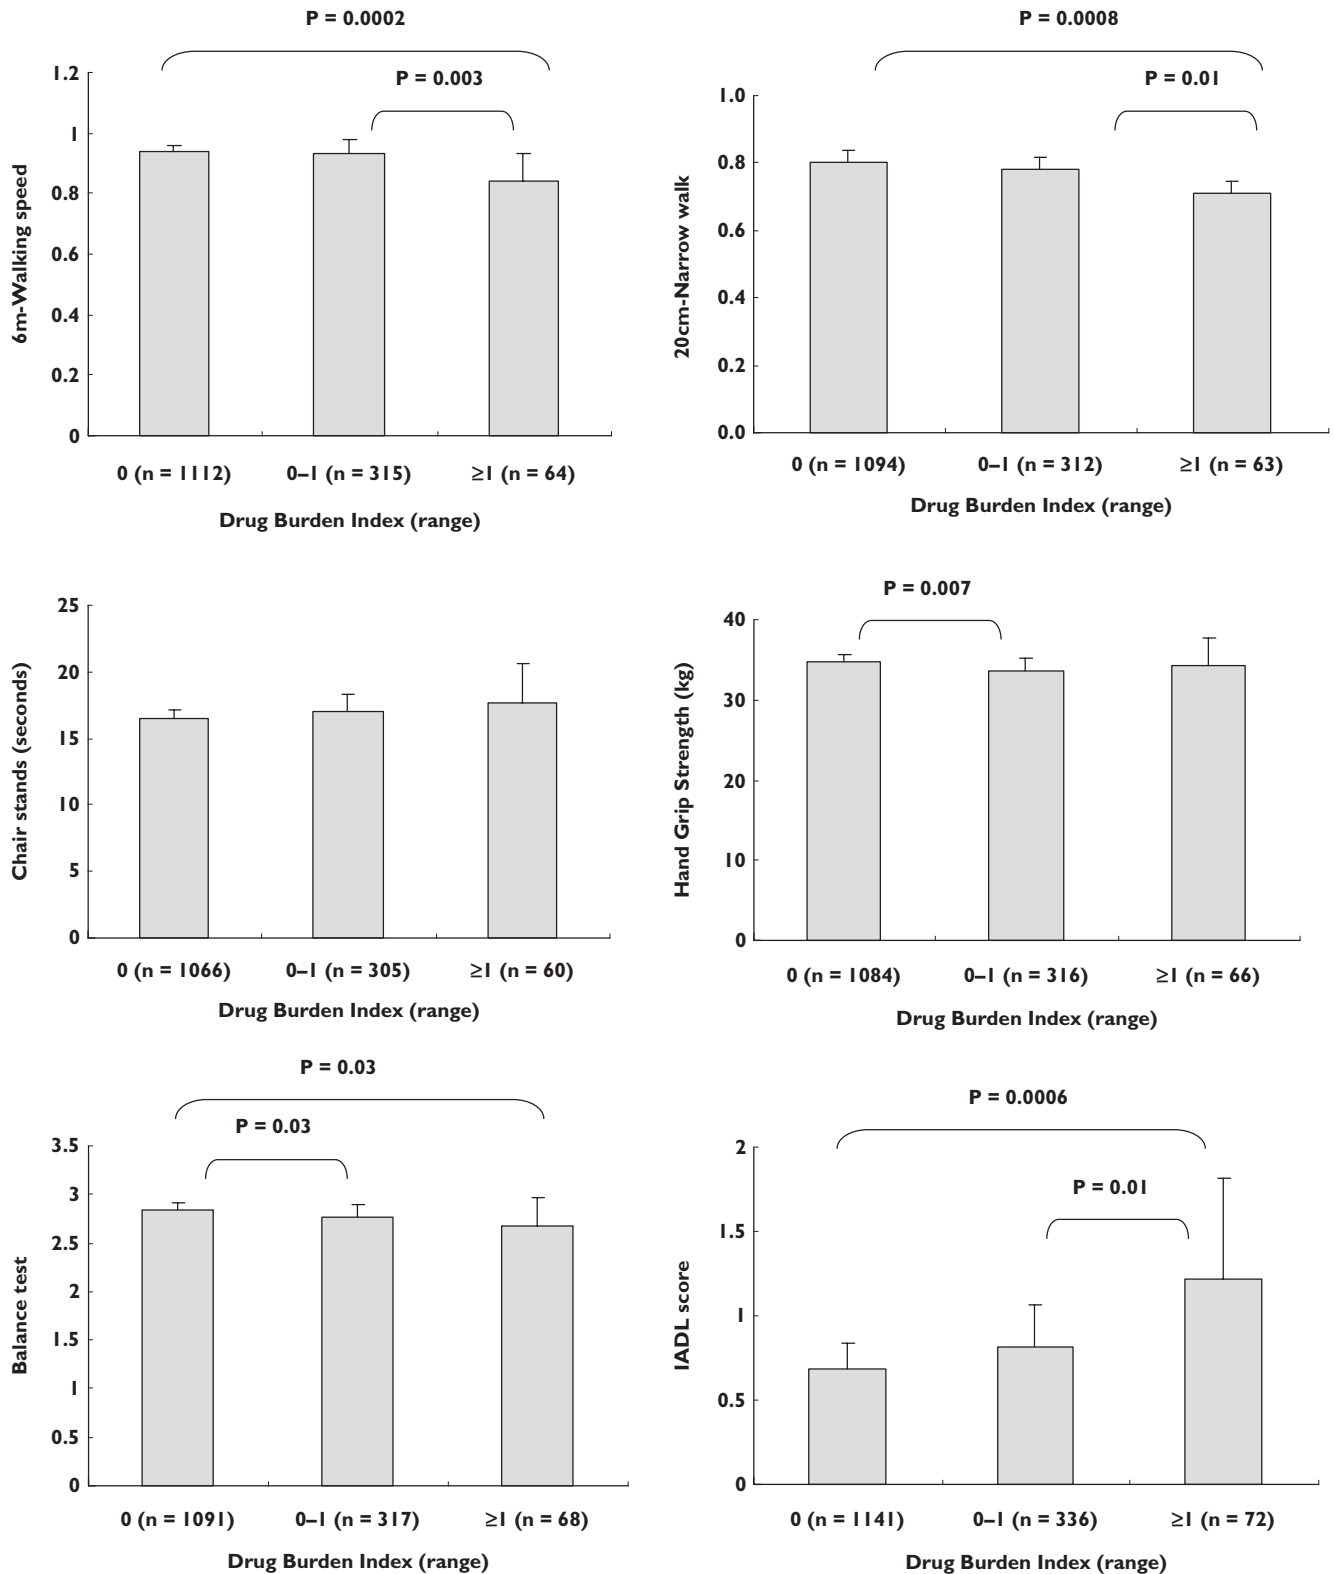 P = 0.0002
P = 0.003
1.2
1
0.8
0.6
0.4
0.2
0
6m-Walking speed
0 (n = 1112)
0–1 (n = 315)
≥1 (n = 64)
Drug Burden Index (range)
P = 0.0008
P = 0.01
1.0
0.8
0.6
0.4
0.2
0.0
20cm-Narrow walk
0 (n = 1094)
0–1 (n = 312)
≥1 (n = 63)
Drug Burden Index (range)
25
20
15
10
5
0
Chair stands (seconds)
0 (n = 1066)
0–1 (n = 305)
≥1 (n = 60)
Drug Burden Index (range)
P = 0.007
40
30
20
10
0
Hand Grip Strength (kg)
0 (n = 1084)
0–1 (n = 316)
≥1 (n = 66)
Drug Burden Index (range)
P = 0.03
P = 0.03
3.5
3
2.5
2
1.5
1
0.5
0
Balance test
0 (n = 1091)
0–1 (n = 317)
≥1 (n = 68)
Drug Burden Index (range)
P = 0.0006
P = 0.01
2
1.5
1
0.5
0
IADL score
0 (n = 1141)
0–1 (n = 336)
≥1 (n = 72)
Drug Burden Index (range)